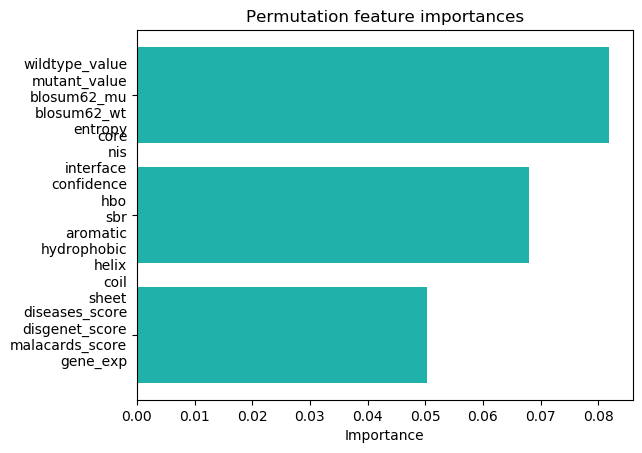 Permutation feature importances
wildtype_value
mutant_value
blosum62_mu
blosum62_wt
entropy
core
nis
interface
confidence
hbo
sbr
aromatic
hydrophobic
helix
coil
sheet
diseases_score
disgenet_score
malacards_score
gene_exp
0.00 0.01 0.02 0.03 0.04 0.05 0.06 0.07 0.08
Importance